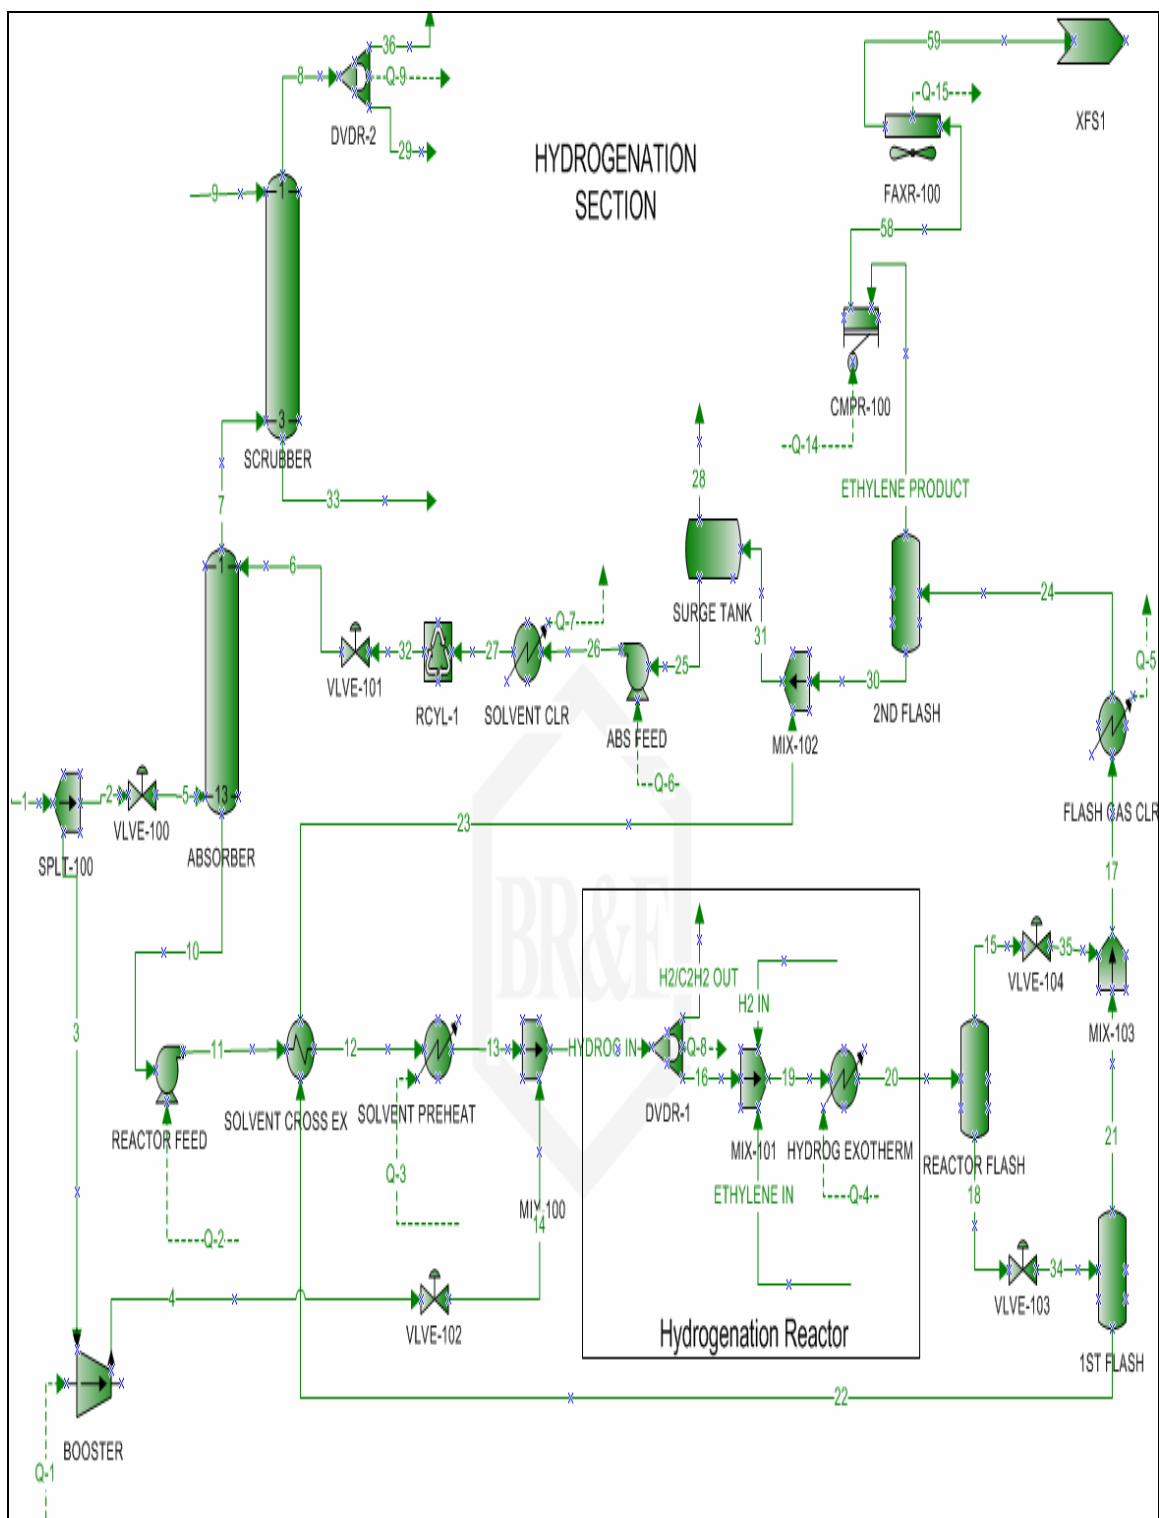 36
59
8
Q-9
Q-15
DVDR-2
XFS1
29
HYDROGENATION
SECTION
9
1
FAXR-100
58
3
CMPR-100
SCRUBBER
Q-14
28
ETHYLENE PRODUCT
7
33
1
6
24
Q-7
SURGE TANK
31
Q-5
32
27
26
25
30
VLVE-101
RCYL-1
SOLVENT CLR
ABS FEED
MIX-102
2ND FLASH
Q-6
1
2
5
13
VLVE-100
FLASH GAS CLR
SPLT-100
ABSORBER
23
17
BR&E
10
15
35
H2/C2H2 OUT
VLVE-104
H2 IN
3
MIX-103
11
12
13
HYDROG IN
Q-8
16
19
20
DVDR-1
SOLVENT CROSS EX
SOLVENT PREHEAT
REACTOR FEED
MIX-101
HYDROG EXOTHERM
REACTOR FLASH
21
Q-3
ETHYLENE IN
Q-4
18
MIX-100
14
Q-2
34
4
VLVE-103
VLVE-102
Hydrogenation Reactor
1ST FLASH
22
BOOSTER
Q-1